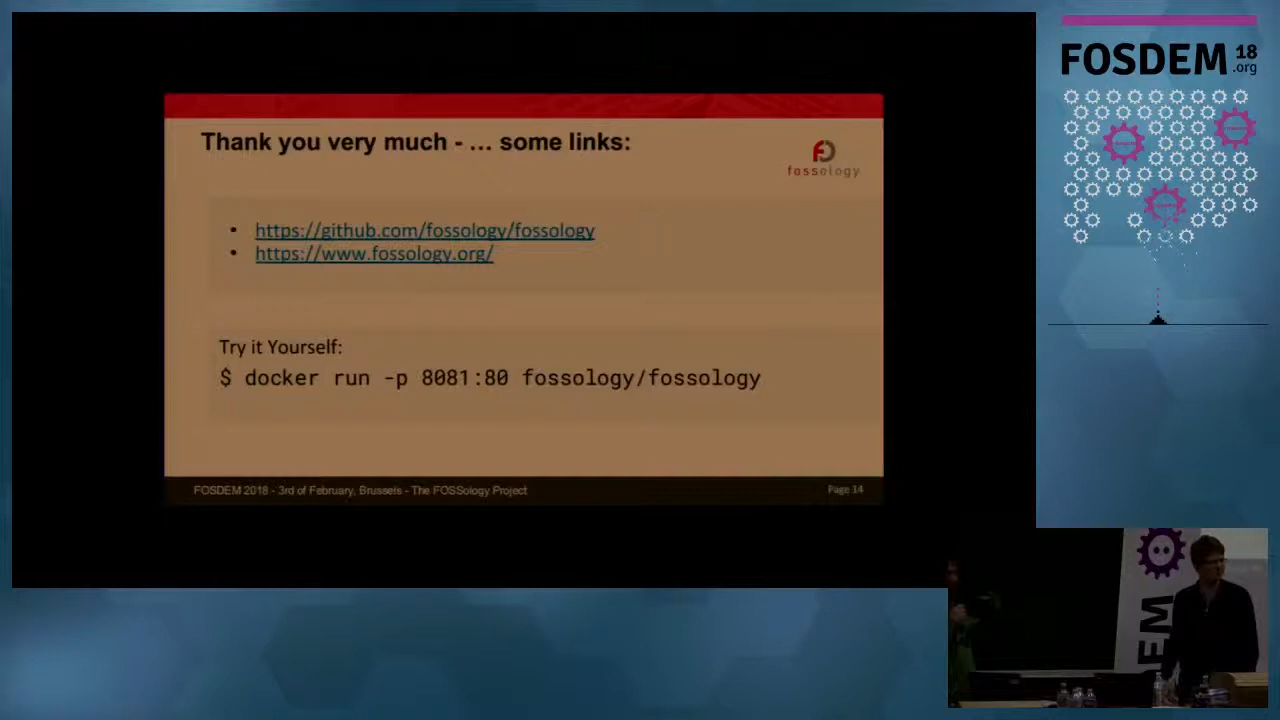 Thank you very much - ... some links:
fossology
• https://github.com/fossology/fossology
• https://www.fossology.org/
Try it Yourself:
$ docker run -p 8081:80 fossology/fossology
FOSDEM 2018 - 3rd of February, Brussels - The FOSSology Project
Page 14
FOSDEM 18
.org
DEM